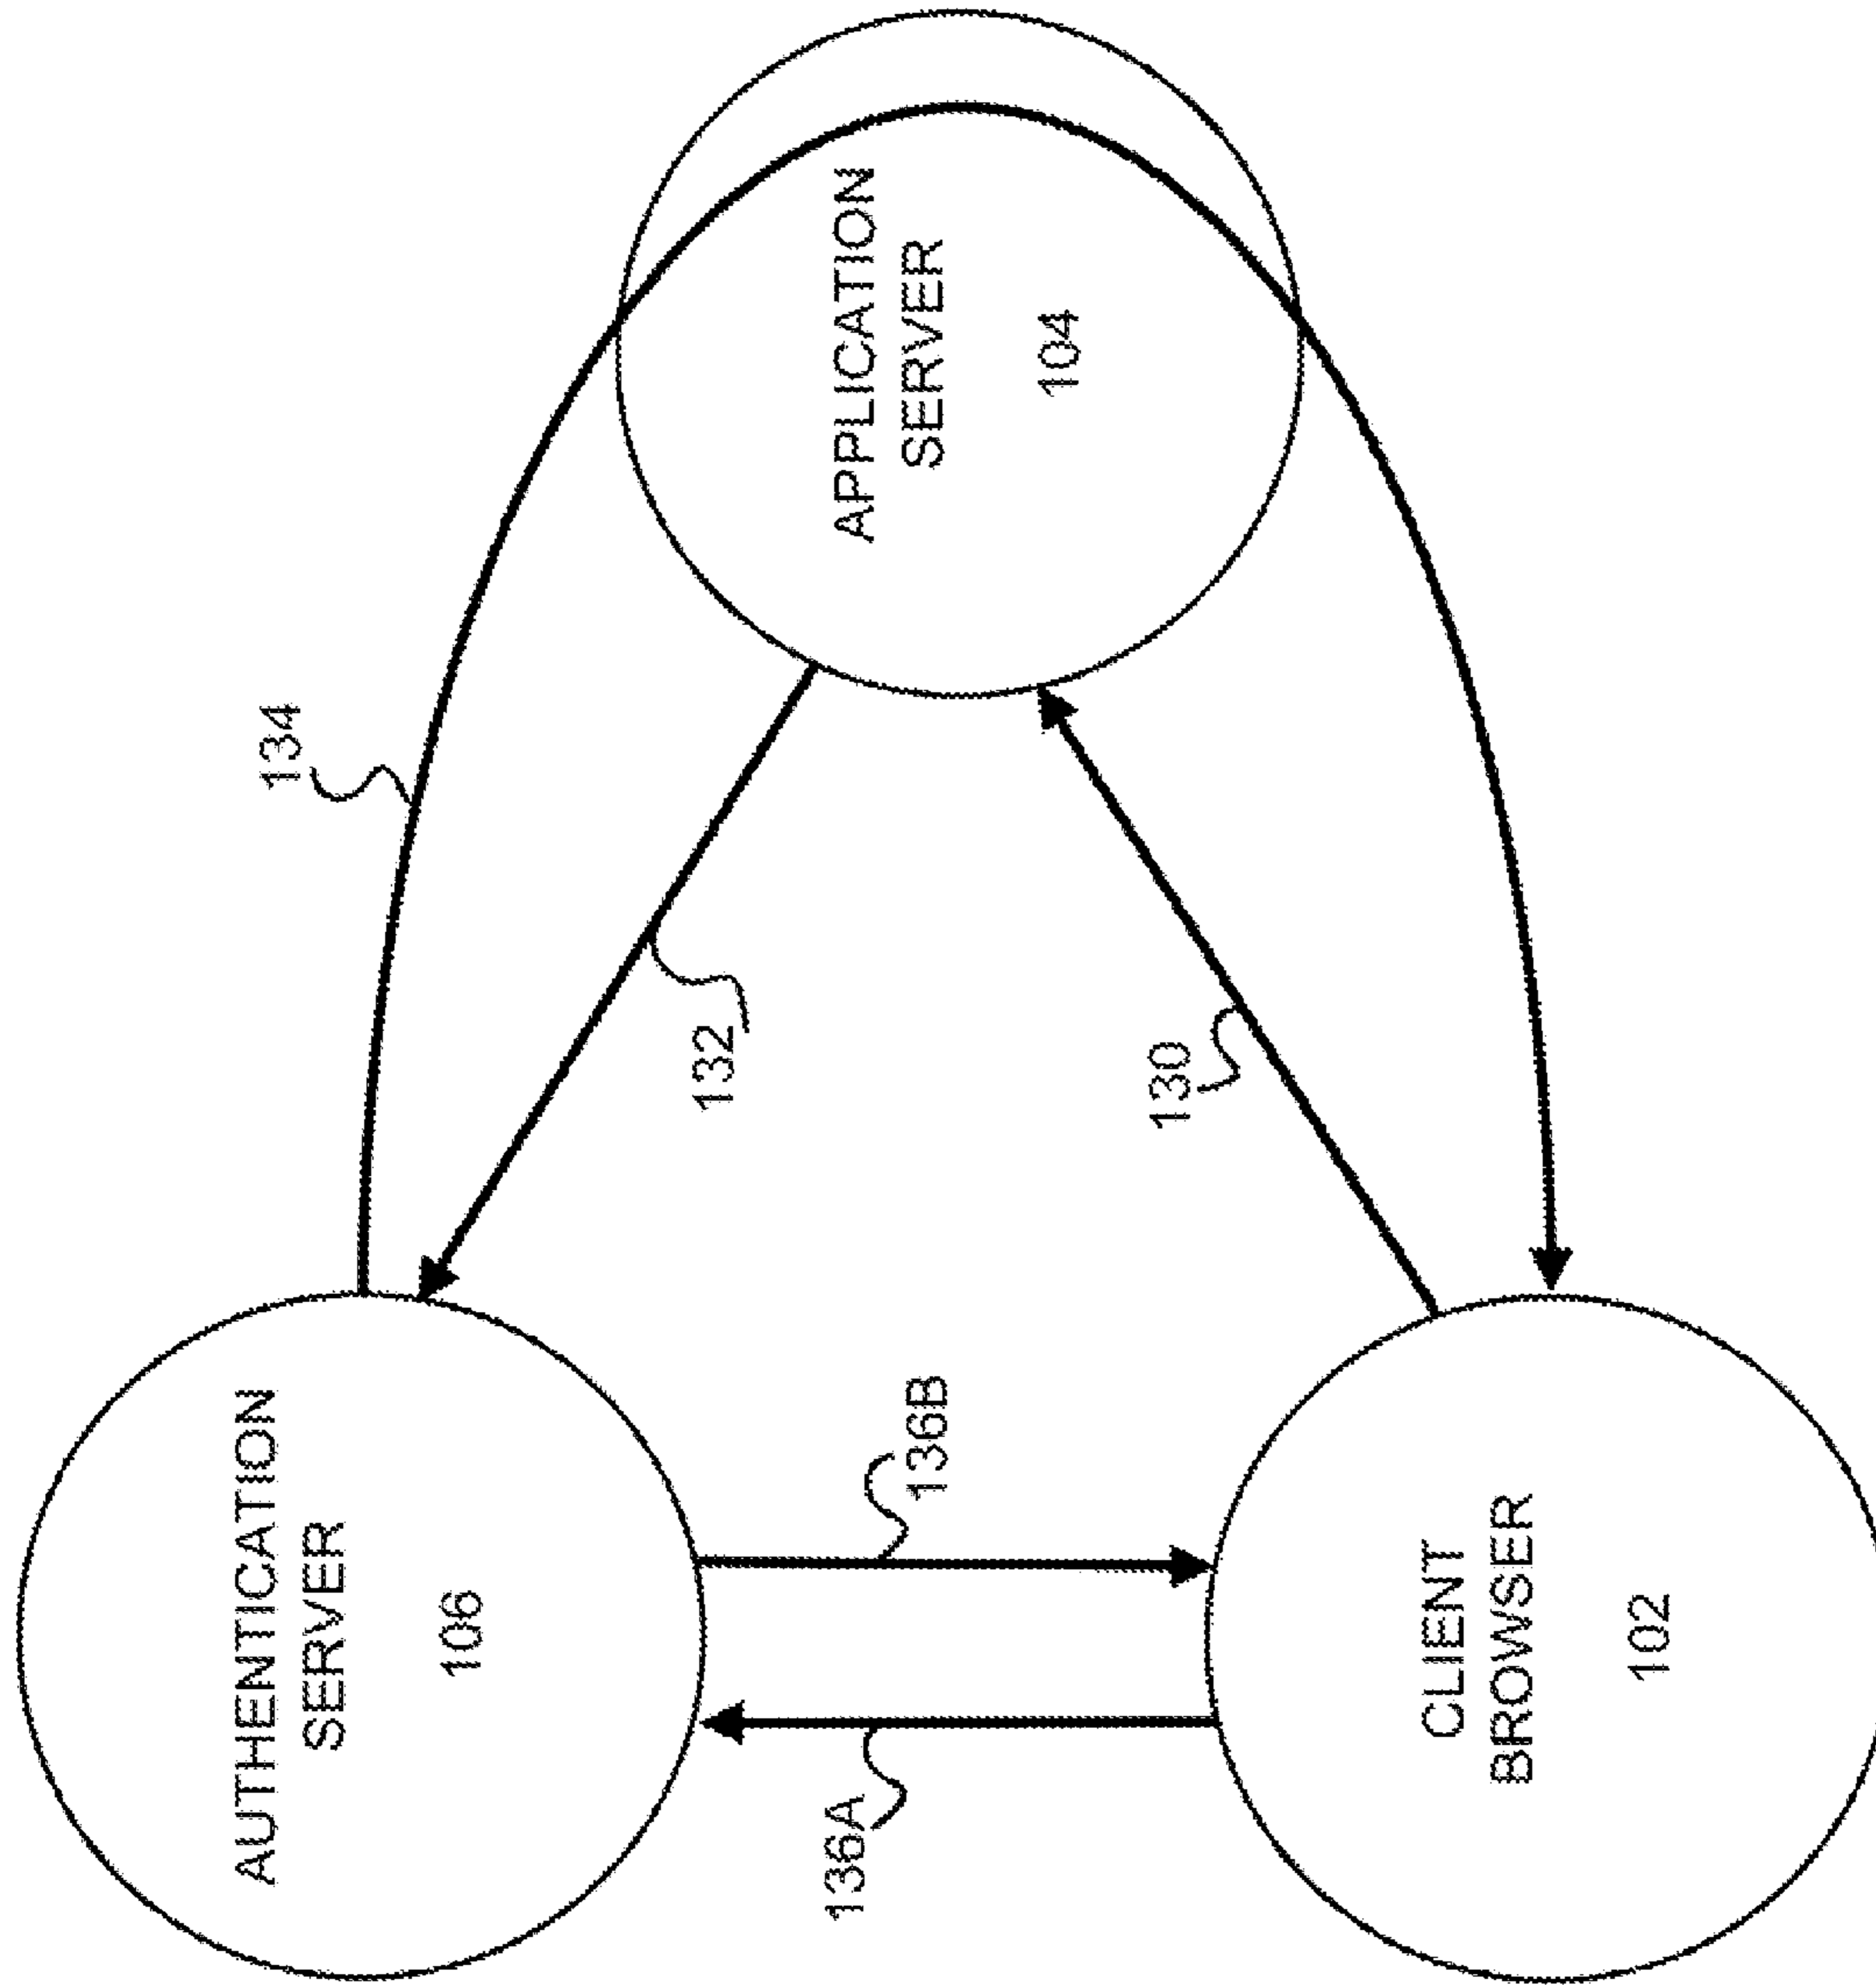 AUTHENTICATION
SERVER
106
136A
136B
CLIENT
BROWSER
102
132
130
134
APPLICATION
SERVER
104